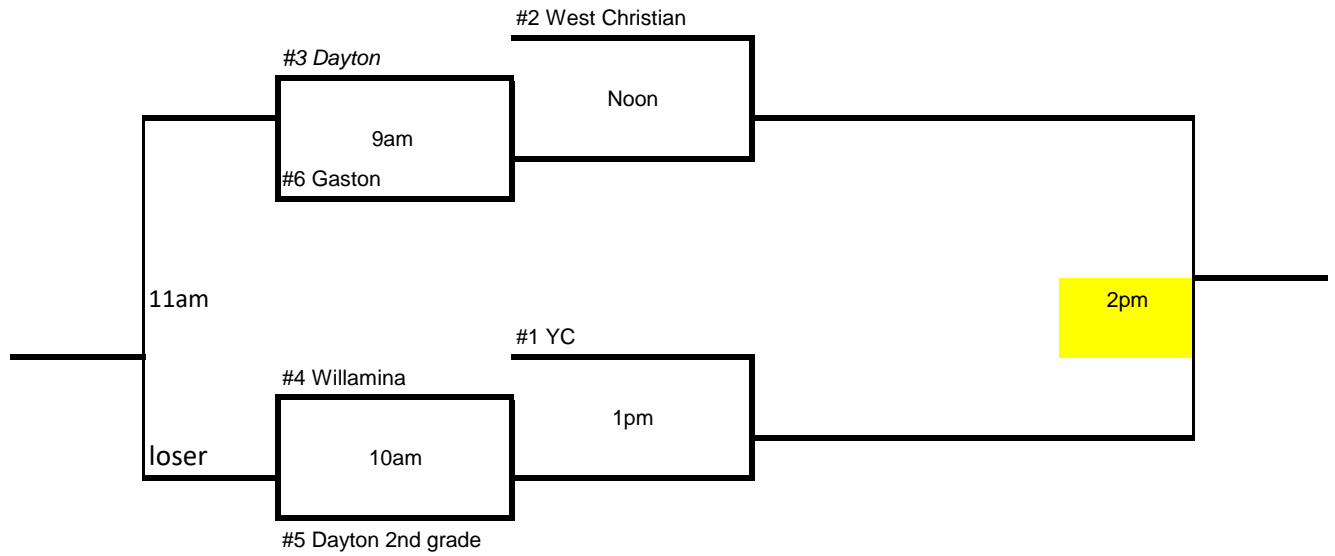 #2 West Christian
#3 Dayton
Noon
9am
#6 Gaston
11am
2pm
#1 YC
#4 Willamina
1pm
loser
10am
#5 Dayton 2nd grade